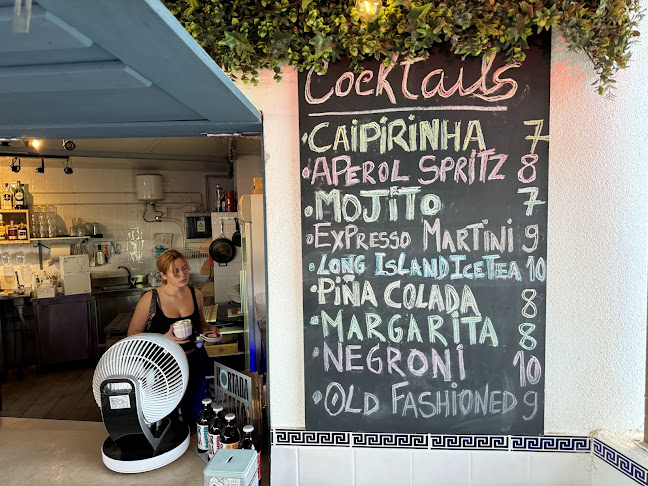 Cocktails
CAIPIRINHA 7
APEROL SPRITZ 8
MOJITO 7
EXPRESSO MARTINI 9
LONG ISLAND ICE TEA 10
PIÑA COLADA 8
MARGARITA 8
NEGRONI 10
OLD FASHIONED 9